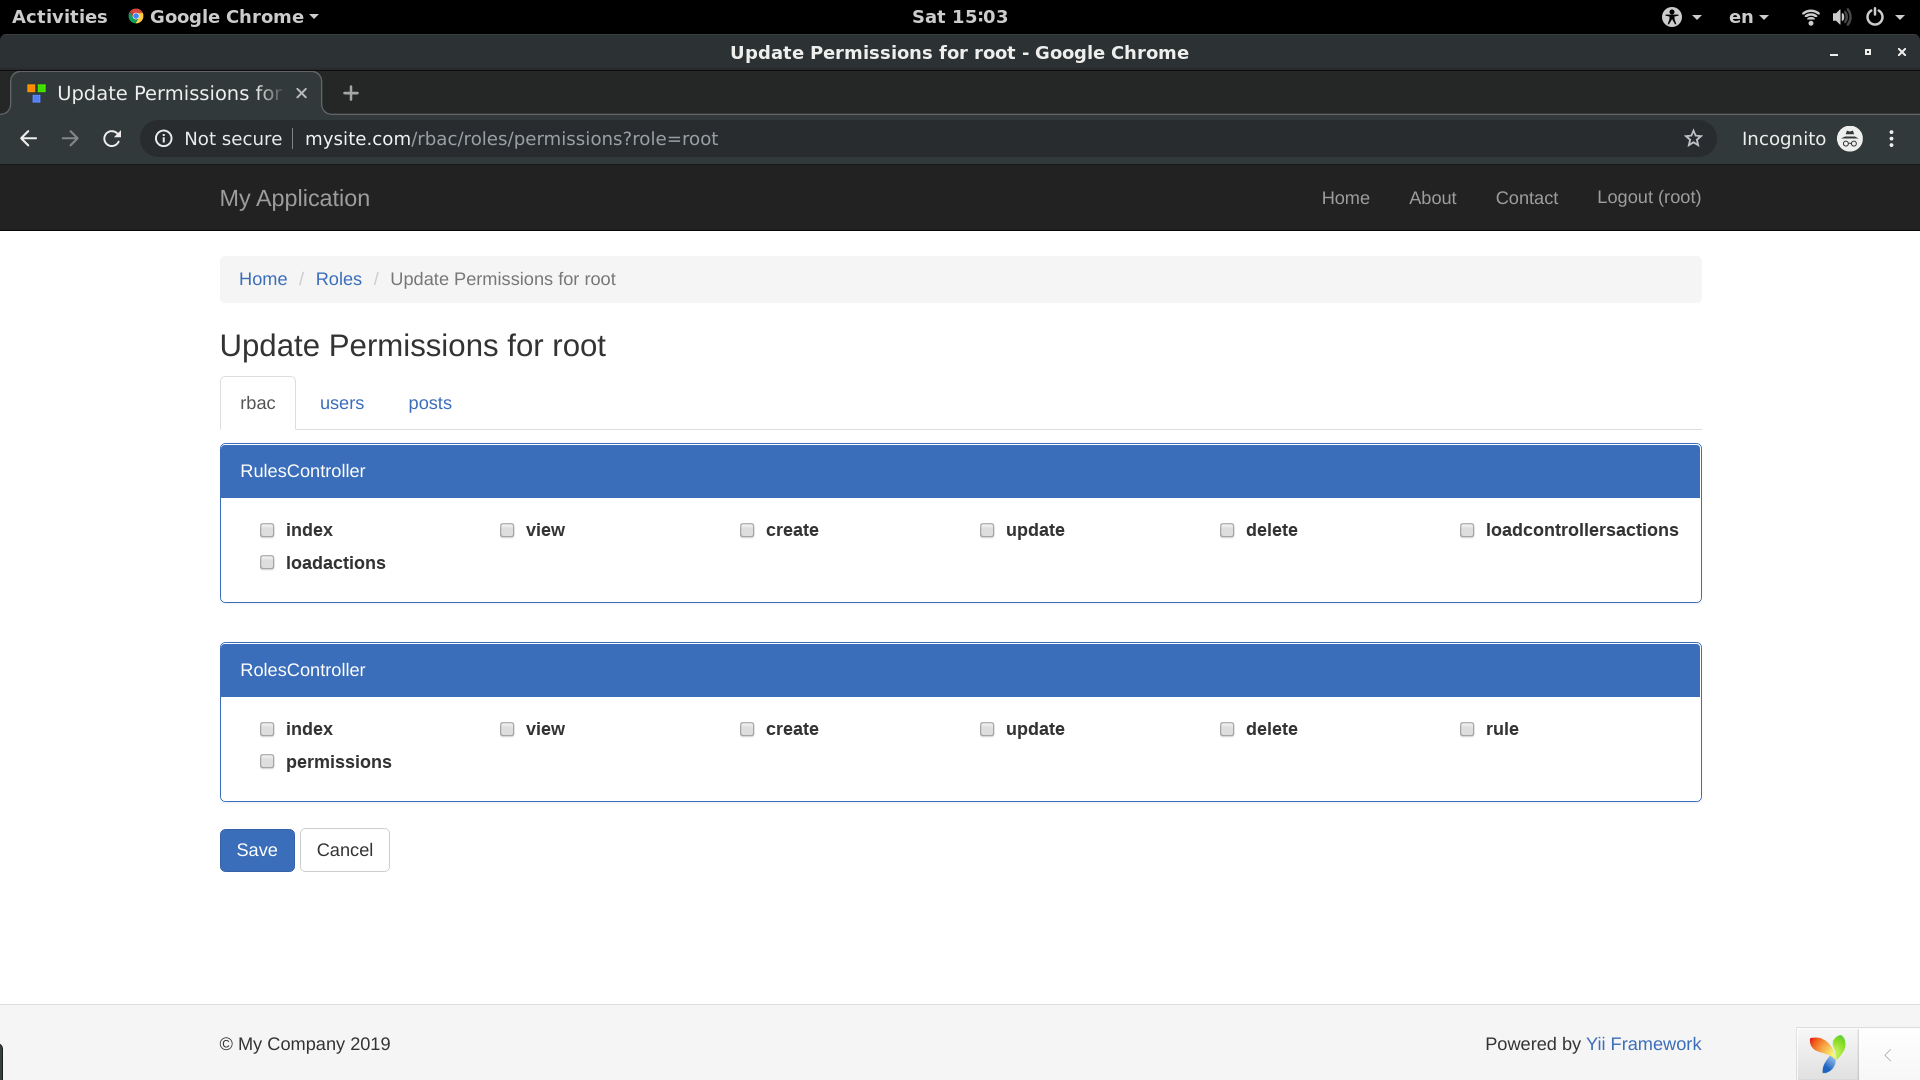 Activities Google Chrome Sat 15:03 en
Update Permissions for root - Google Chrome
Update Permissions for
Not secure mysite.com/rbac/roles/permissions?role=root Incognito
My Application Home About Contact Logout (root)
Home / Roles / Update Permissions for root
Update Permissions for root
rbac users posts
RulesController
index view create update delete loadcontrollersactions
loadactions
RolesController
index view create update delete rule
permissions
Save Cancel
© My Company 2019 Powered by Yii Framework